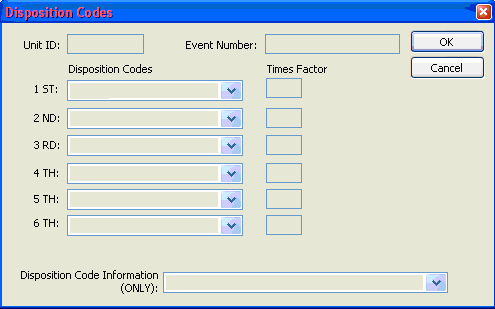 Disposition Codes
Unit ID: Event Number: OK
Cancel
Disposition Codes Times Factor
1 ST:
2 ND:
3 RD:
4 TH:
5 TH:
6 TH:
Disposition Code Information
(ONLY):